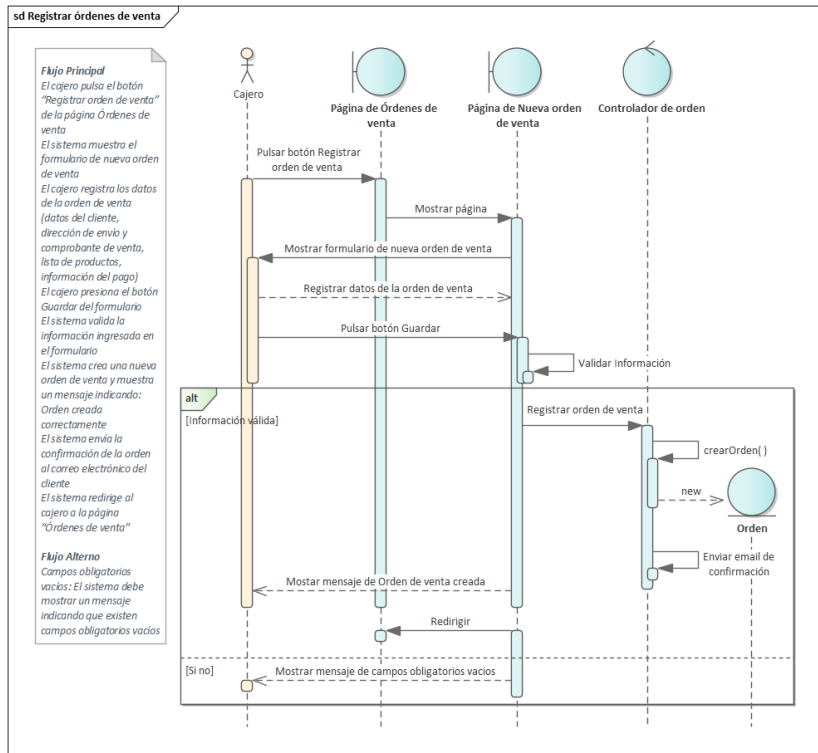 sd Registrar órdenes de venta
Flujo Principal
El cajero pulsa el botón
"Registrar orden de venta"
de la página Órdenes de
venta
El sistema muestra el
formulario de nueva orden
de venta
El cajero registra los datos
de la orden de venta
(datos del cliente,
dirección de envío y
comprobante de venta,
lista de productos,
información del pago)
El cajero presiona el botón
Guardar del formulario
El sistema valida la
información ingresada en
el formulario
El sistema crea una nueva
orden de venta y muestra
un mensaje indicando:
Orden creada
correctamente
El sistema envía la
confirmación de la orden
al correo electrónico del
cliente
El sistema redirige al
cajero a la página
"Órdenes de venta"
Flujo Alterno
Campos obligatorios
vacíos: El sistema debe
mostrar un mensaje
indicando que existen
campos obligatorios vacíos
Cajero
Página de Órdenes de
venta
Página de Nueva orden
de venta
Controlador de orden
Pulsar botón Registrar
orden de venta
Mostrar página
Mostrar formulario de nueva orden de venta
Registrar datos de la orden de venta
Pulsar botón Guardar
Validar Información
alt
[Información válida]
Registrar orden de venta
crearOrden( )
new
Orden
Enviar email de
confirmación
Mostar mensaje de Orden de venta creada
Redirigir
[Si no]
Mostrar mensaje de campos obligatorios vacios